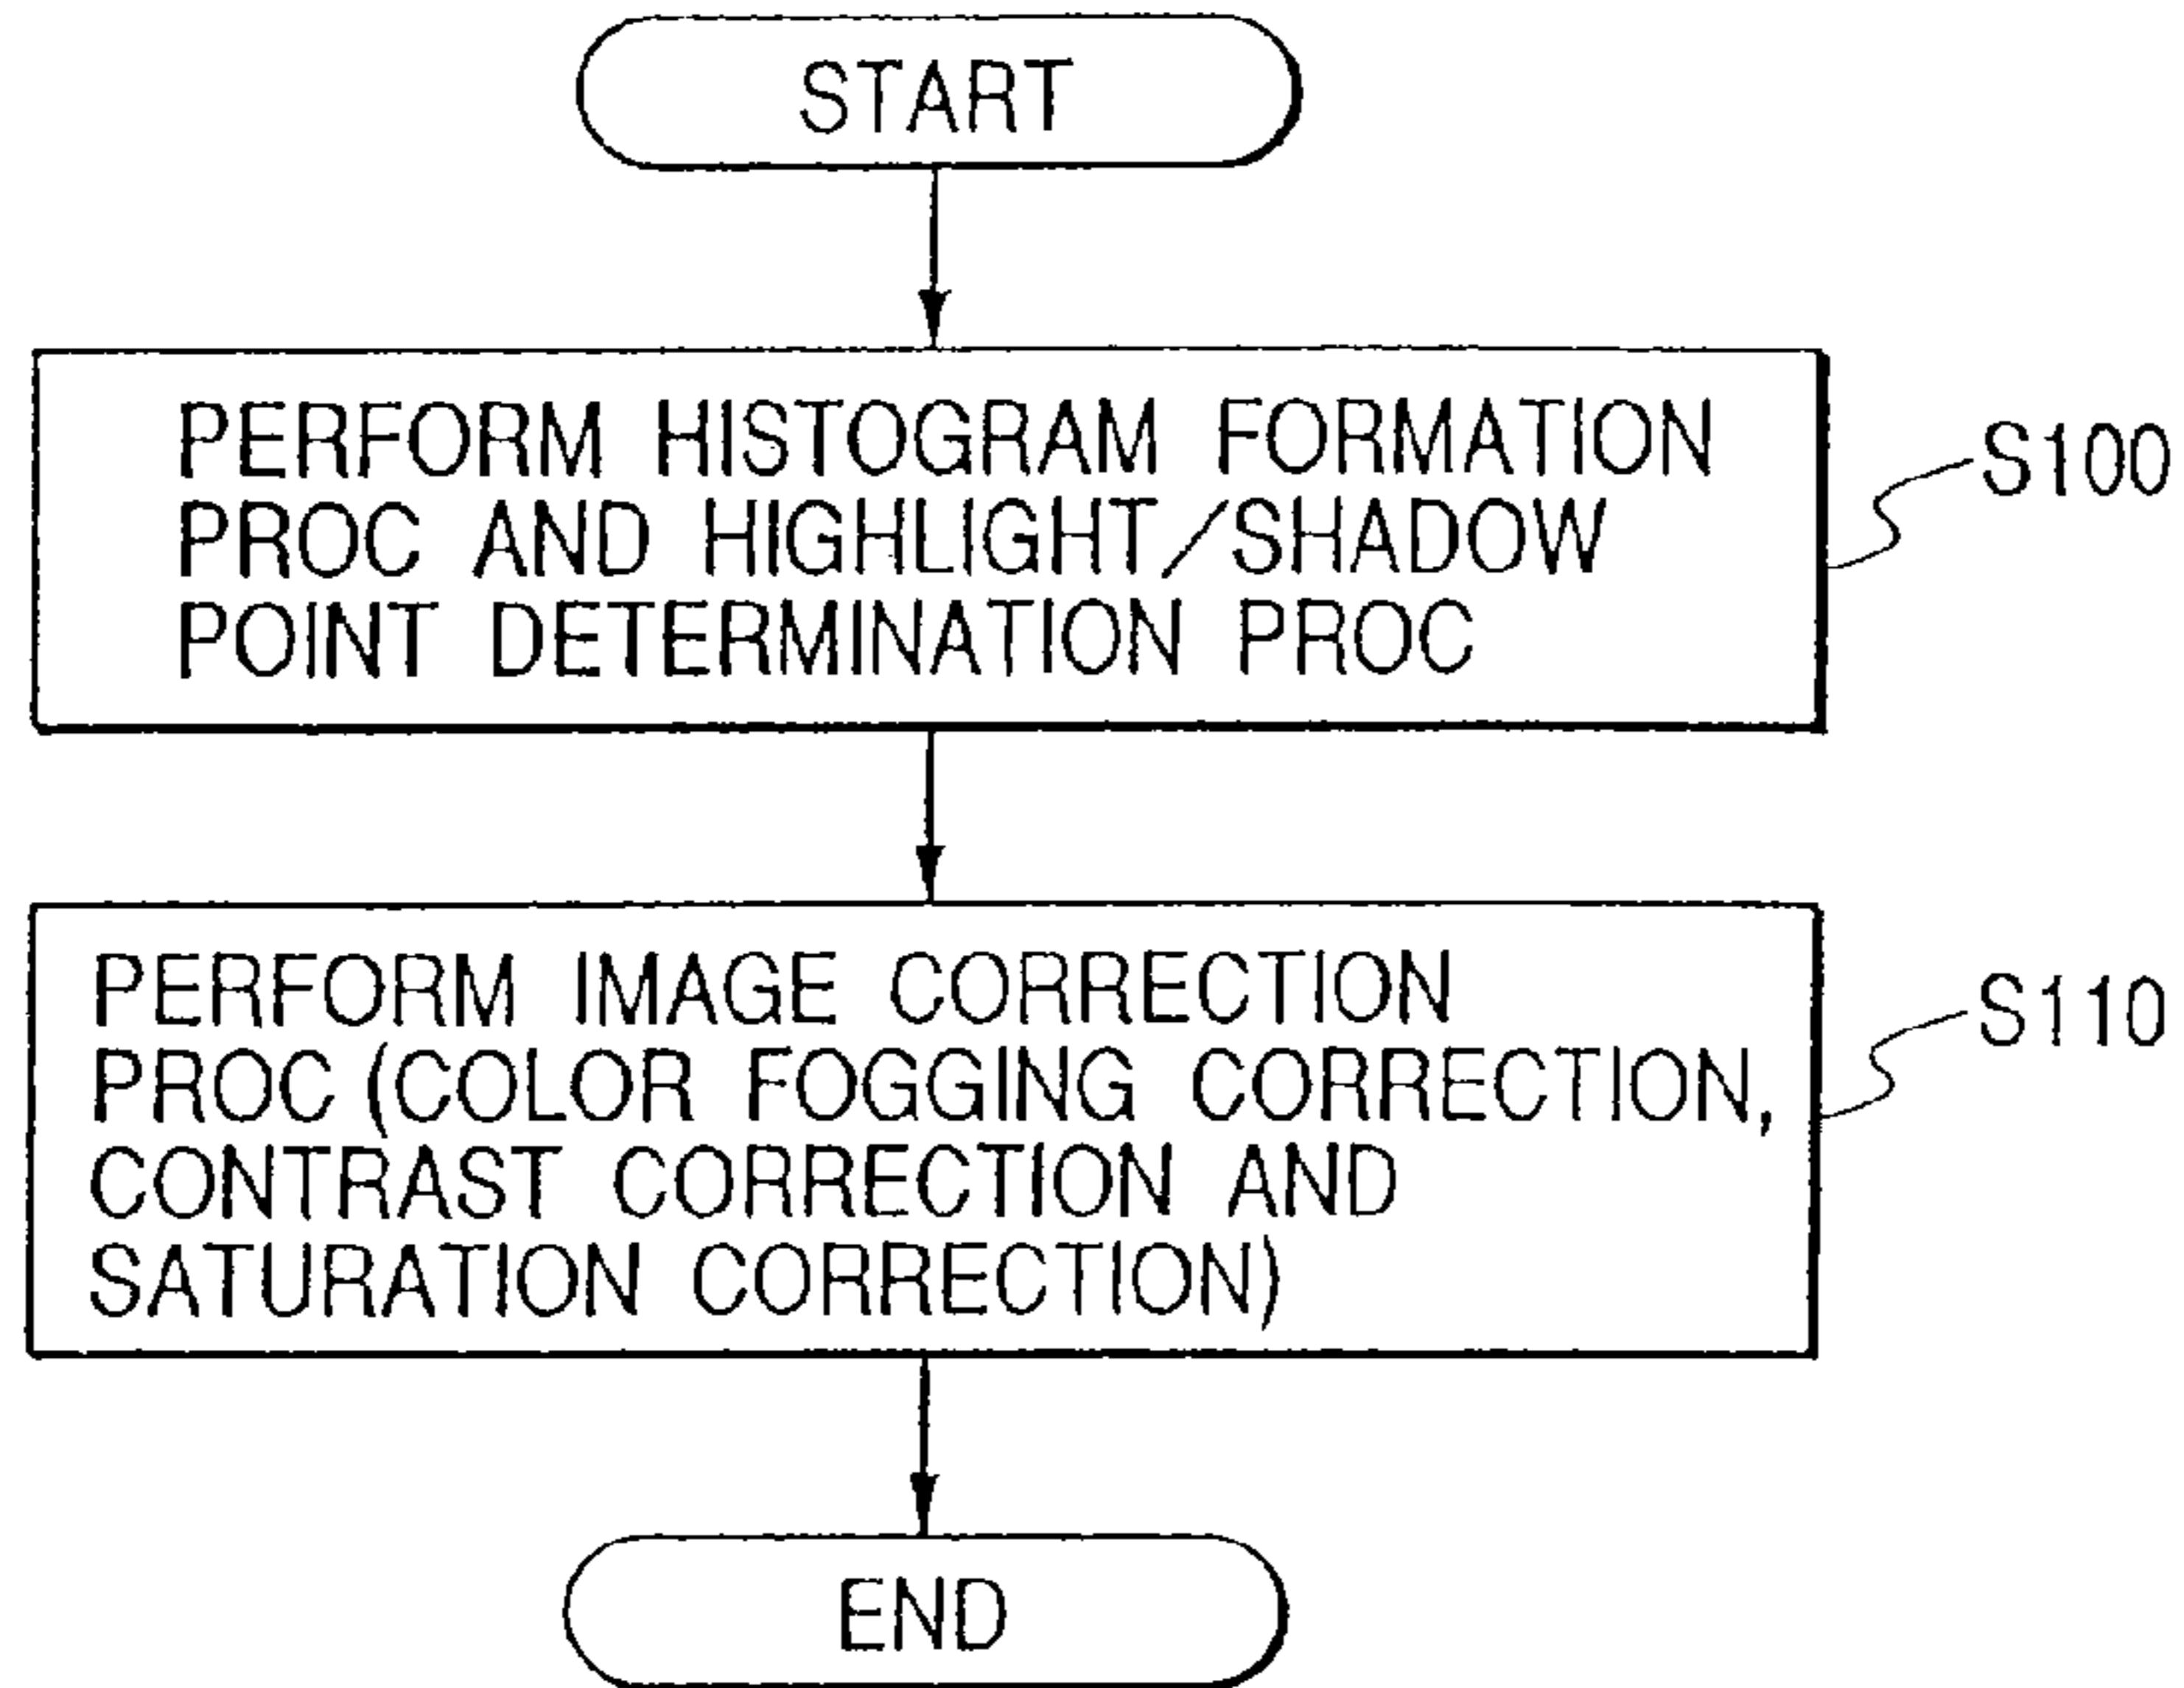 START
PERFORM HISTOGRAM FORMATION
PROC AND HIGHLIGHT/SHADOW
POINT DETERMINATION PROC
S100
PERFORM IMAGE CORRECTION
PROC (COLOR FOGGING CORRECTION,
CONTRAST CORRECTION AND
SATURATION CORRECTION)
S110
END